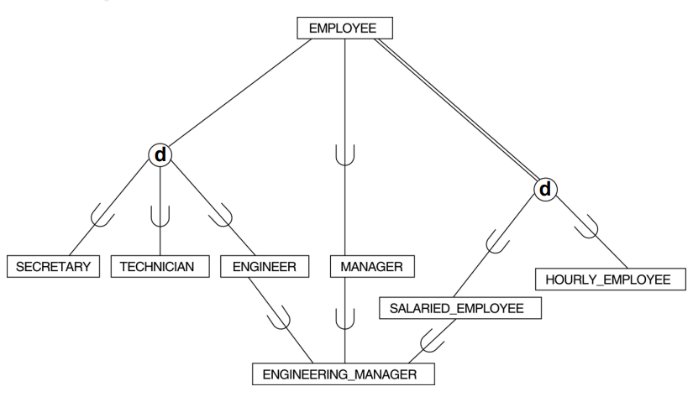 EMPLOYEE
d
d
SECRETARY
TECHNICIAN
ENGINEER
MANAGER
HOURLY_EMPLOYEE
SALARIED_EMPLOYEE
ENGINEERING_MANAGER